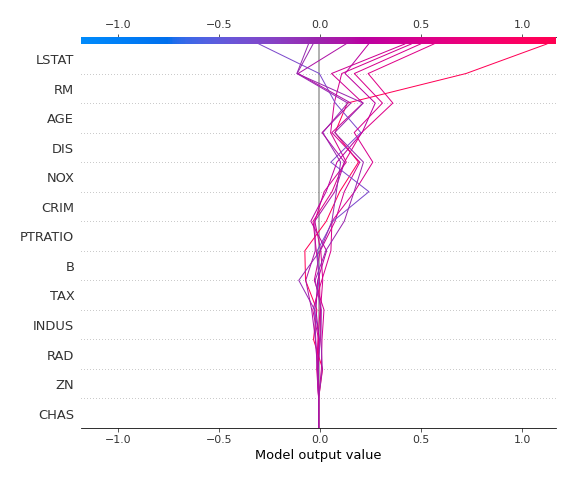 −1.0 −0.5 0.0 0.5 1.0
LSTAT
RM
AGE
DIS
NOX
CRIM
PTRATIO
B
TAX
INDUS
RAD
ZN
CHAS
−1.0 −0.5 0.0 0.5 1.0
Model output value